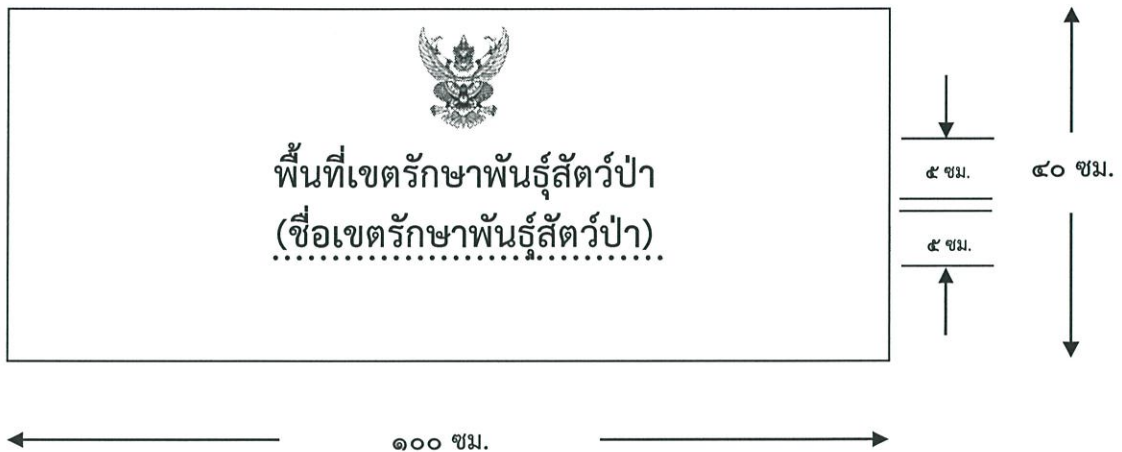 พื้นที่เขตรักษาพันธุ์สัตว์ป่า
(ชื่อเขตรักษาพันธุ์สัตว์ป่า)
๕ ซม.
๔๐ ซม.
๕ ซม.
๑๐๐ ซม.